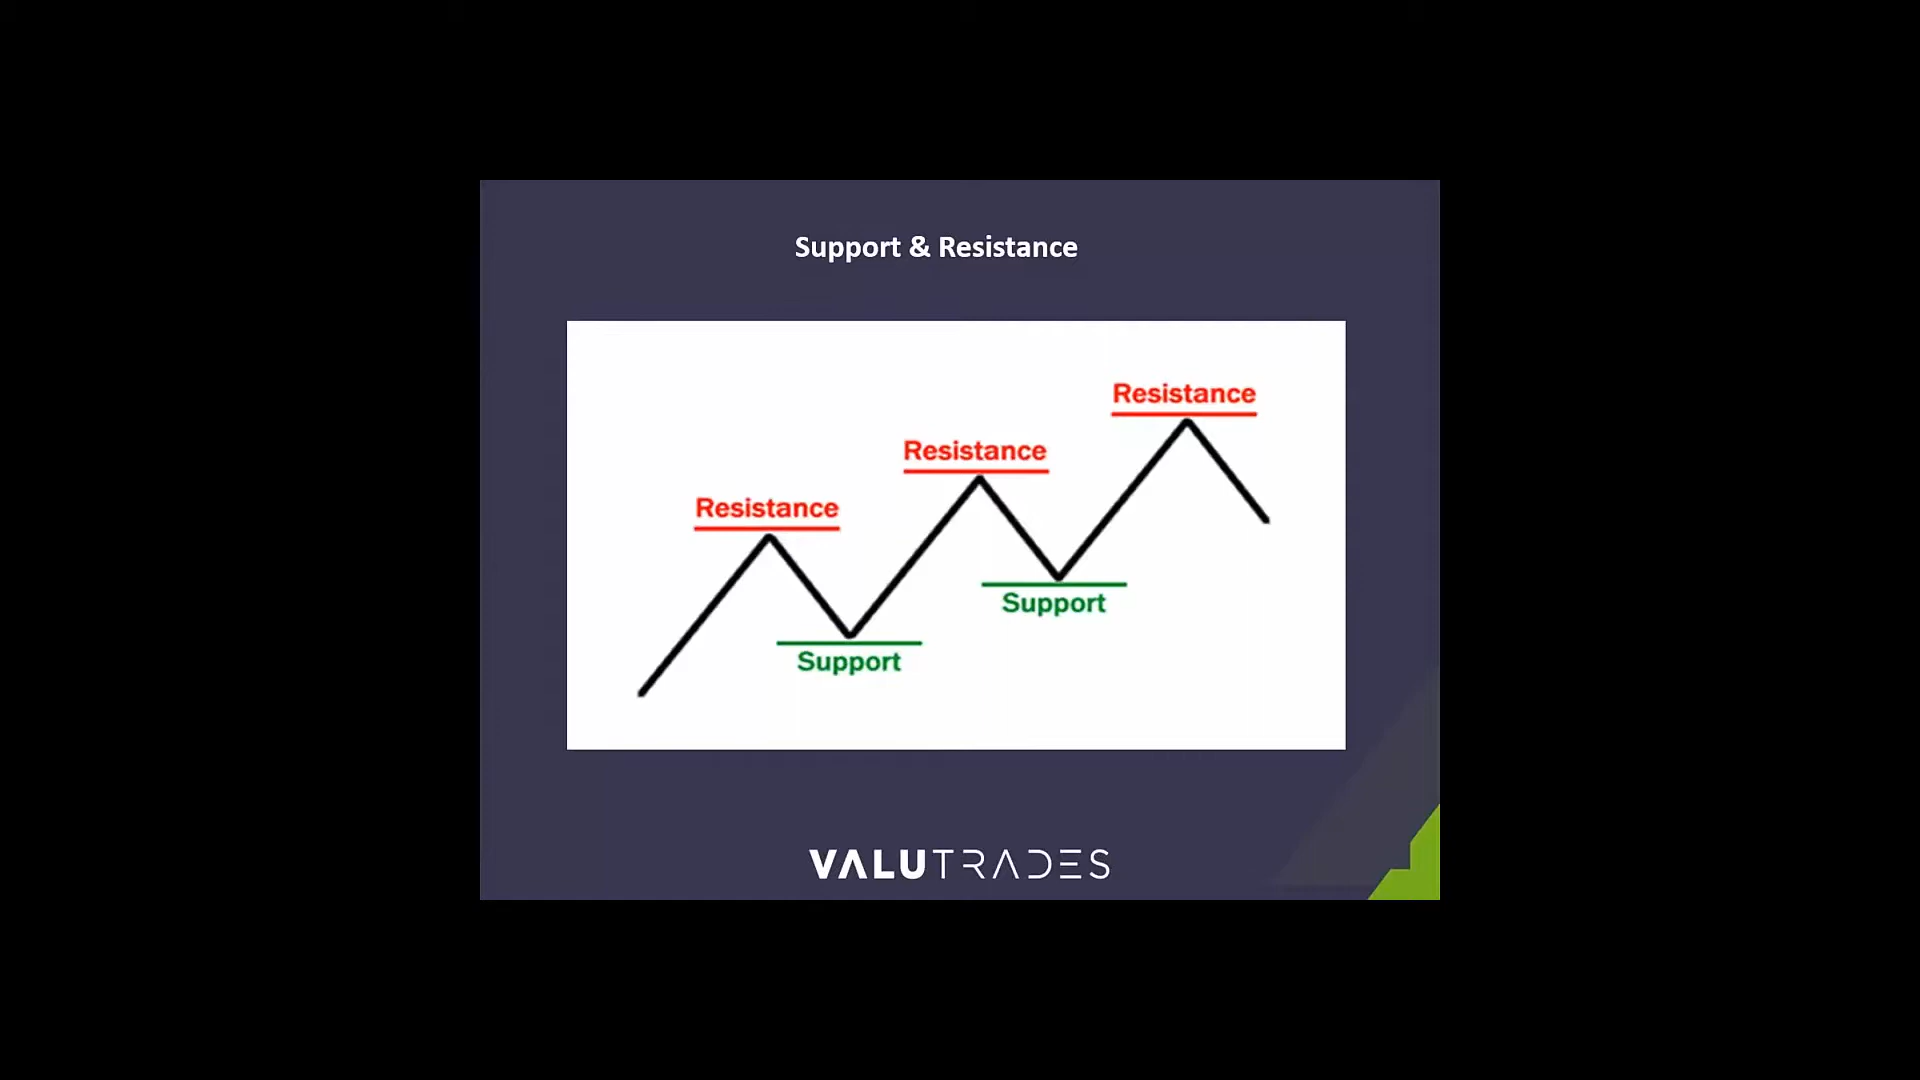 Support & Resistance
Resistance
Resistance
Resistance
Support
Support
VALUTRADES